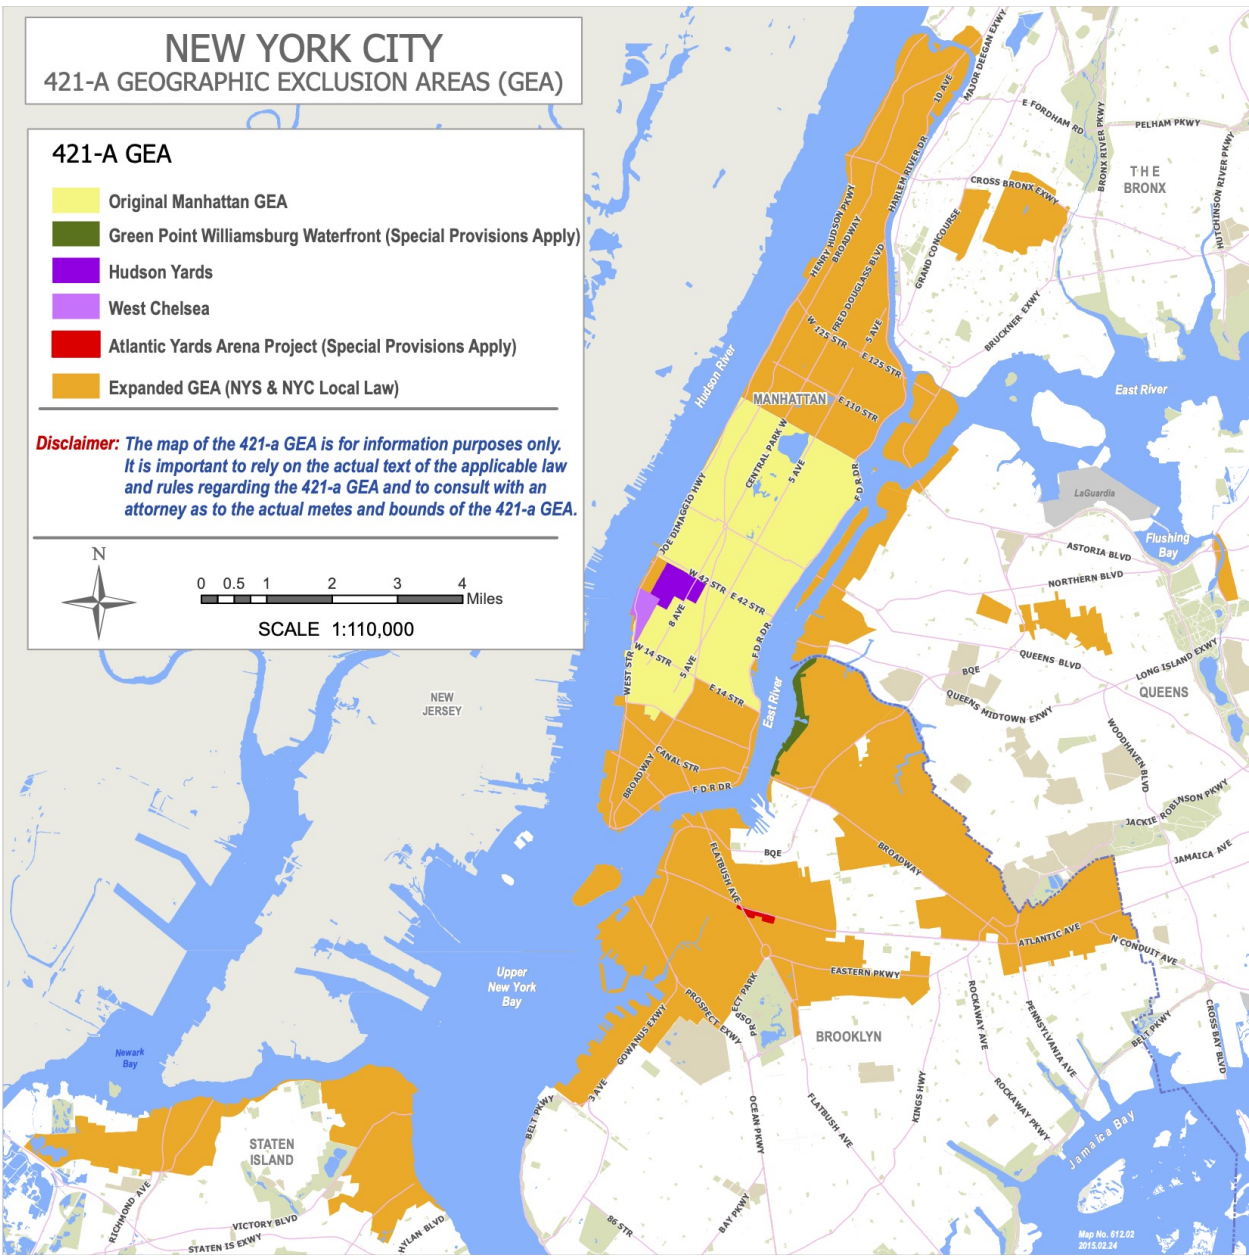 NEW YORK CITY
421-A GEOGRAPHIC EXCLUSION AREAS (GEA)
421-A GEA
Original Manhattan GEA
Green Point Williamsburg Waterfront (Special Provisions Apply)
Hudson Yards
West Chelsea
Atlantic Yards Arena Project (Special Provisions Apply)
Expanded GEA (NYS & NYC Local Law)
Disclaimer: The map of the 421-a GEA is for information purposes only.
It is important to rely on the actual text of the applicable law
and rules regarding the 421-a GEA and to consult with an
attorney as to the actual metes and bounds of the 421-a GEA.
N
0 0.5 1 2 3 4
Miles
SCALE 1:110,000
MAJOR DEEGAN EXWY
10 AVE
E FORDHAM RD
BRONX RIVER PKWY
PELHAM PKWY
HUTCHINSON RIVER PKWY
THE
BRONX
HARLEM RIVER DR
CROSS BRONX EXWY
HENRY HUDSON PKWY
BROADWAY
GRAND CONCOURSE
FRED DOUGLASS BLVD
BRUCKNER EXWY
W 125 STR
5 AVE
E 125 STR
Hudson River
East River
MANHATTAN
E 110 STR
CENTRAL PARK W
5 AVE
F D R DR
LaGuardia
JOE DIMAGGIO HWY
Flushing
Bay
ASTORIA BLVD
NORTHERN BLVD
W 42 STR
E 42 STR
8 AVE
F D R DR
W 14 STR
5 AVE
WEST STR
E 14 STR
East River
QUEENS BLVD
BQE
LONG ISLAND EXWY
QUEENS
QUEENS MIDTOWN EXWY
NEW
JERSEY
WOODHAVEN BLVD
CANAL STR
BROADWAY
F D R DR
JACKIE ROBINSON PKWY
JAMAICA AVE
FLATBUSH AVE
BQE
BROADWAY
ATLANTIC AVE
N CONDUIT AVE
EASTERN PKWY
Upper
New York
Bay
PROSPECT PARK
PROSPECT EXWY
GOWANUS EXWY
BROOKLYN
ROCKAWAY AVE
PENNSYLVANIA AVE
BELT PKWY
CROSS BAY BLVD
Newark
Bay
3 AVE
BELT PKWY
OCEAN PKWY
FLATBUSH AVE
KINGS HWY
ROCKAWAY PKWY
Jamaica Bay
STATEN
ISLAND
RICHMOND AVE
VICTORY BLVD
STATEN IS EXWY
HYLAN BLVD
86 STR
BAY PKWY
Map No. 612.02
2015.02.24